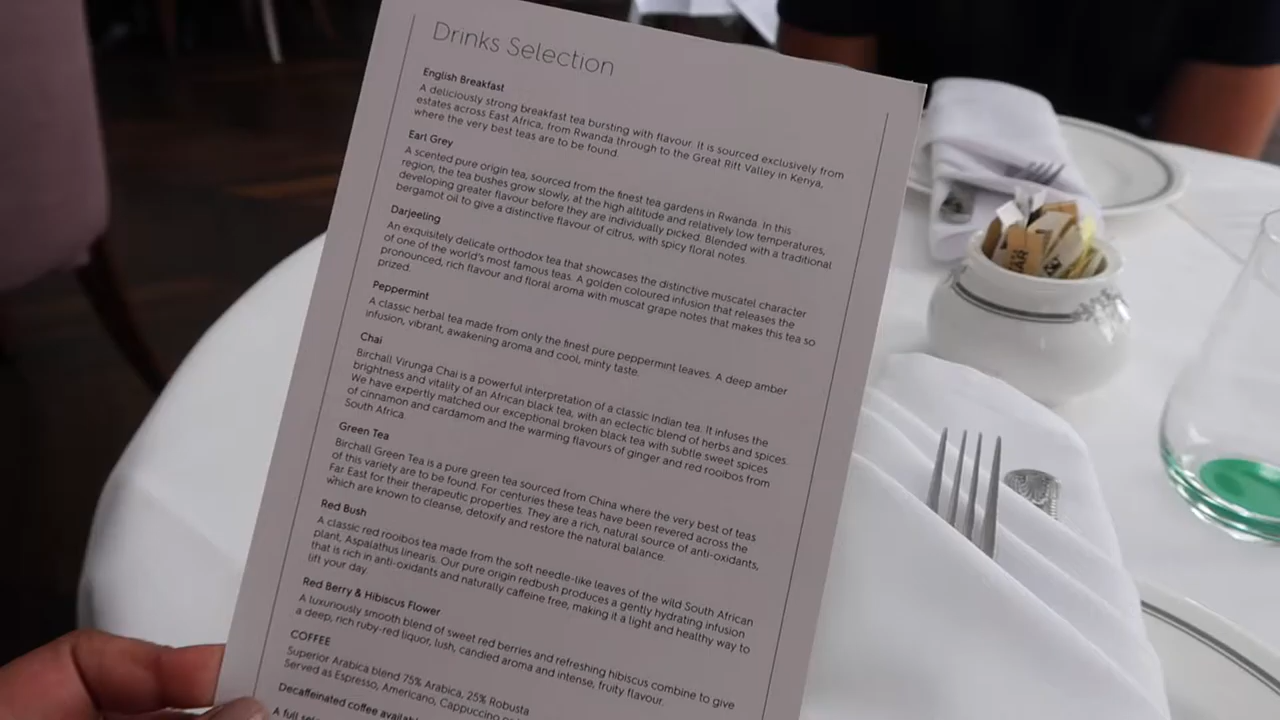 Drinks Selection
English Breakfast
A deliciously strong breakfast tea bursting with flavour. It is sourced exclusively from
estates across East Africa, from Rwanda through to the Great Rift Valley in Kenya,
where the very best teas are to be found.
Earl Grey
A scented pure origin tea, sourced from the finest tea gardens in Rwanda. In this
region, the tea bushes grow slowly, at the high altitude and relatively low temperatures,
developing greater flavour before they are individually picked. Blended with a traditional
bergamot oil to give a distinctive flavour of citrus, with spicy floral notes.
Darjeeling
An exquisitely delicate orthodox tea that showcases the distinctive muscatel character
of one of the world's most famous teas. A golden coloured infusion that releases the
pronounced, rich flavour and floral aroma with muscat grape notes that makes this tea so
prized.
Peppermint
A classic herbal tea made from only the finest pure peppermint leaves. A deep amber
infusion, vibrant, awakening aroma and cool, minty taste.
Chai
Birchall Virunga Chai is a powerful interpretation of a classic Indian tea. It infuses the
brightness and vitality of an African black tea, with an eclectic blend of herbs and spices.
We have expertly matched our exceptional broken black tea with subtle sweet spices
of cinnamon and cardamom and the warming flavours of ginger and red rooibos from
South Africa.
Green Tea
Birchall Green Tea is a pure green tea sourced from China where the very best of teas
of this variety are to be found. For centuries these teas have been revered across the
Far East for their therapeutic properties. They are a rich, natural source of anti-oxidants,
which are known to cleanse, detoxify and restore the natural balance.
Red Bush
A classic red rooibos tea made from the soft needle-like leaves of the wild South African
plant, Aspalathus linearis. Our pure origin redbush produces a gently hydrating infusion
that is rich in anti-oxidants and naturally caffeine free, making it a light and healthy way to
lift your day.
Red Berry & Hibiscus Flower
A luxuriously smooth blend of sweet red berries and refreshing hibiscus combine to give
a deep, rich ruby-red liquor, lush, candied aroma and intense, fruity flavour.
COFFEE
Superior Arabica blend 75% Arabica, 25% Robusta
Served as Espresso, Americano, Cappuccino
Decaffeinated coffee
A full